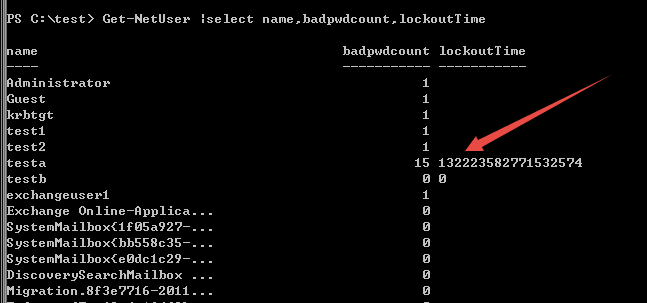 PS C:\test> Get-NetUser |select name,badpwdcount,lockoutTime
name badpwdcount lockoutTime
---- ----------- -----------
Administrator 1
Guest 1
krbtgt 1
test1 1
test2 1
testa 15 132223582771532574
testb 0 0
exchangeuser1 1
Exchange Online-Applica... 0
SystemMailbox{1f05a927-... 0
SystemMailbox{bb558c35-... 0
SystemMailbox{e0dc1c29-... 0
DiscoverySearchMailbox ... 0
Migration.8f3e7716-2011... 0